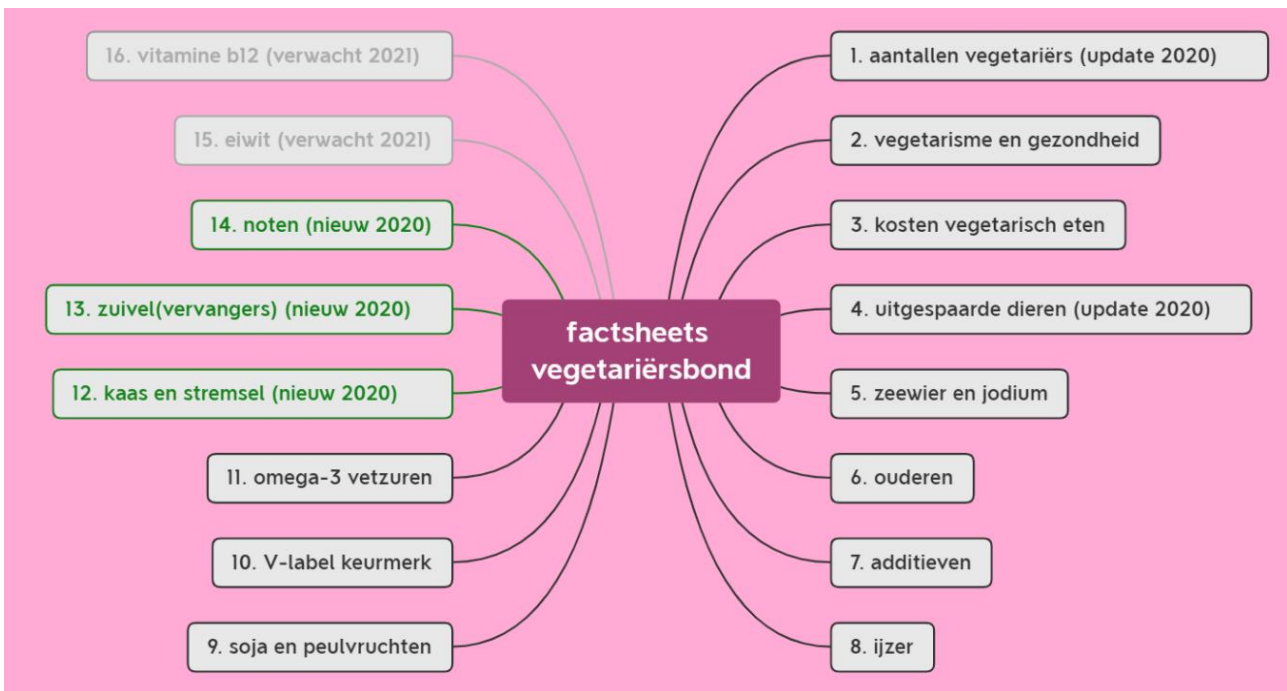 factsheets
vegetariërsbond
1. aantallen vegetariërs (update 2020)
2. vegetarisme en gezondheid
3. kosten vegetarisch eten
4. uitgespaarde dieren (update 2020)
5. zeewier en jodium
6. ouderen
7. additieven
8. ijzer
9. soja en peulvruchten
10. V-label keurmerk
11. omega-3 vetzuren
12. kaas en stremsel (nieuw 2020)
13. zuivel(vervangers) (nieuw 2020)
14. noten (nieuw 2020)
15. eiwit (verwacht 2021)
16. vitamine b12 (verwacht 2021)